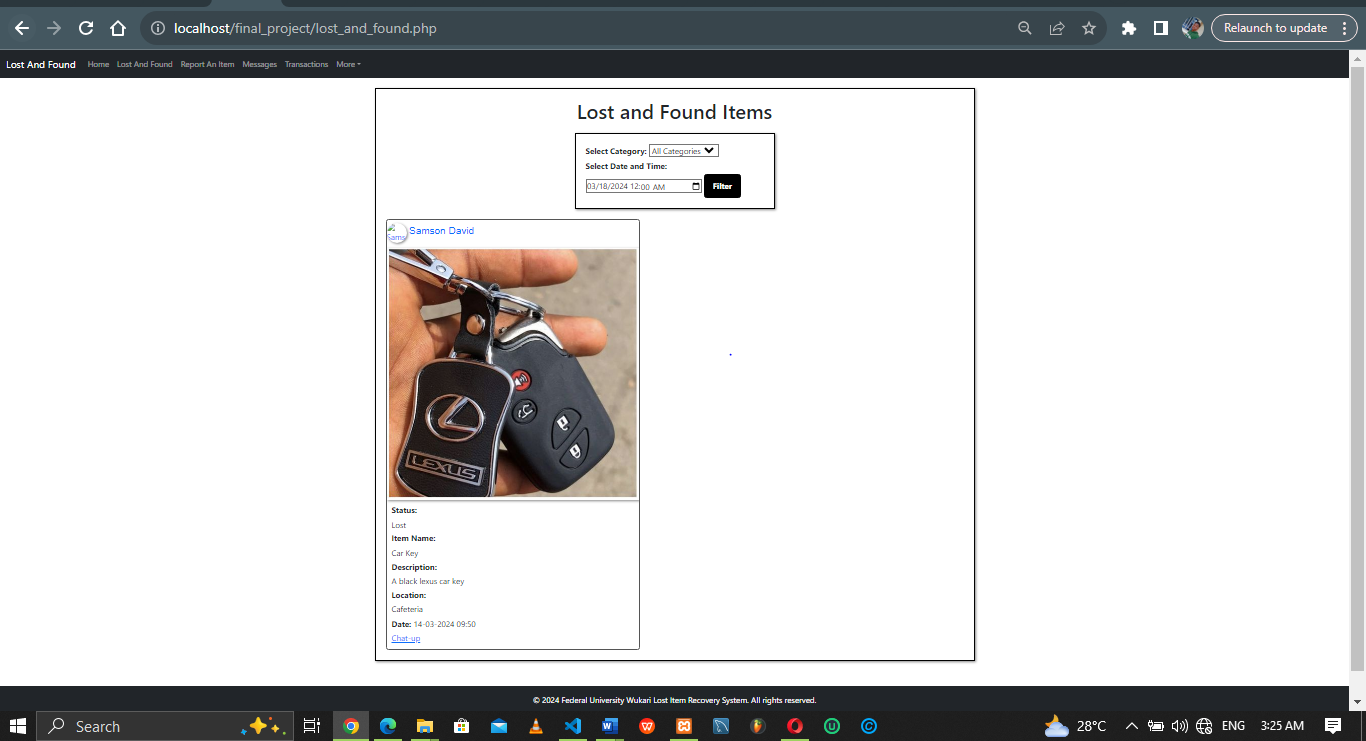 localhost/final_project/lost_and_found.php
Relaunch to update
Lost And Found Home Lost And Found Report An Item Messages Transactions More
Lost and Found Items
Select Category: All Categories
Select Date and Time:
03/18/2024 12:00 AM Filter
Sams
Samson David
LEXUS
Status:
Lost
Item Name:
Car Key
Description:
A black lexus car key
Location:
Cafeteria
Date: 14-03-2024 09:50
Chat-up
© 2024 Federal University Wukari Lost Item Recovery System. All rights reserved.
Search 28°C ENG 3:25 AM